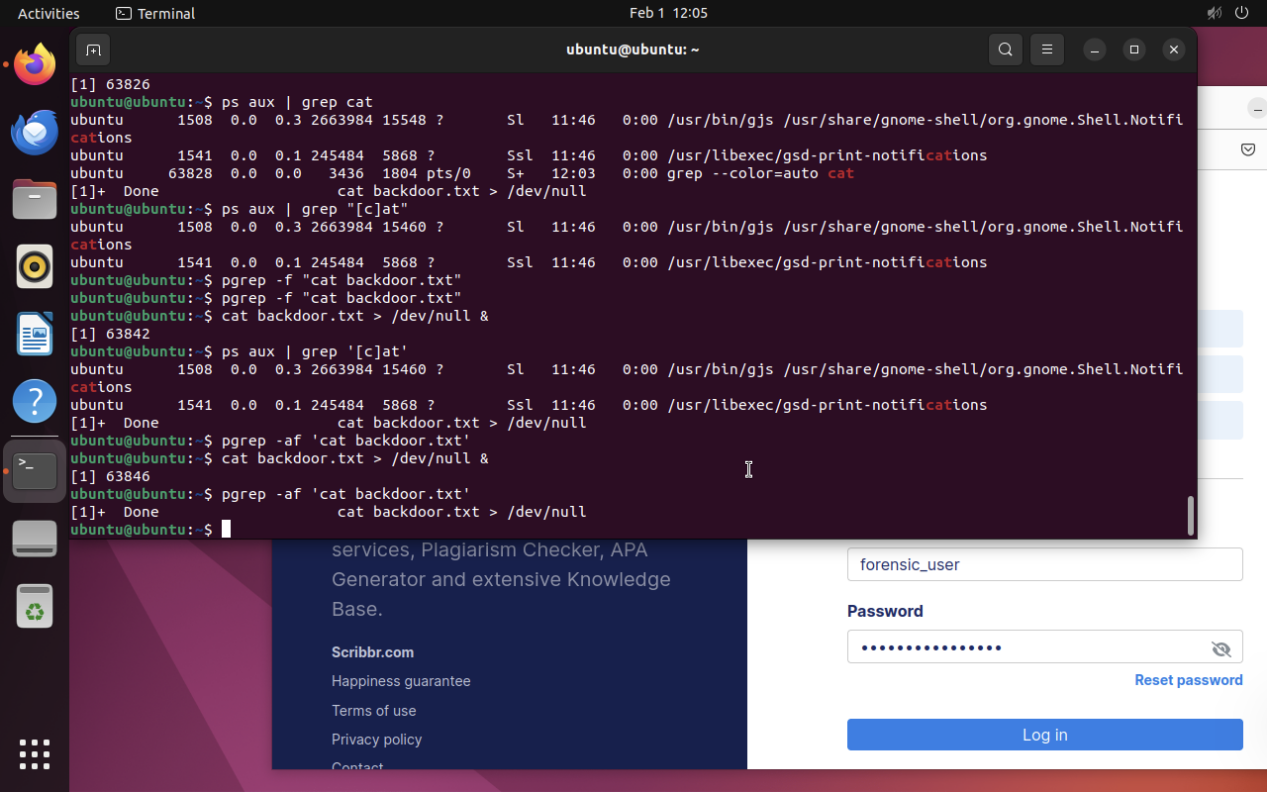 Activities
Terminal
Feb 1 12:05
ubuntu@ubuntu: ~
[1] 63826
ubuntu@ubuntu:~$ ps aux | grep cat
ubuntu      1508  0.0  0.3 2663984 15548 ?        Sl   11:46   0:00 /usr/bin/gjs /usr/share/gnome-shell/org.gnome.Shell.Notifi
cations
ubuntu      1541  0.0  0.1 245484  5868 ?        Ssl  11:46   0:00 /usr/libexec/gsd-print-notifications
ubuntu     63828  0.0  0.0   3436  1804 pts/0    S+   12:03   0:00 grep --color=auto cat
[1]+  Done                    cat backdoor.txt > /dev/null
ubuntu@ubuntu:~$ ps aux | grep "[c]at"
ubuntu      1508  0.0  0.3 2663984 15460 ?        Sl   11:46   0:00 /usr/bin/gjs /usr/share/gnome-shell/org.gnome.Shell.Notifi
cations
ubuntu      1541  0.0  0.1 245484  5868 ?        Ssl  11:46   0:00 /usr/libexec/gsd-print-notifications
ubuntu@ubuntu:~$ pgrep -f "cat backdoor.txt"
ubuntu@ubuntu:~$ pgrep -f "cat backdoor.txt"
ubuntu@ubuntu:~$ cat backdoor.txt > /dev/null &
[1] 63842
ubuntu@ubuntu:~$ ps aux | grep '[c]at'
ubuntu      1508  0.0  0.3 2663984 15460 ?        Sl   11:46   0:00 /usr/bin/gjs /usr/share/gnome-shell/org.gnome.Shell.Notifi
cations
ubuntu      1541  0.0  0.1 245484  5868 ?        Ssl  11:46   0:00 /usr/libexec/gsd-print-notifications
[1]+  Done                    cat backdoor.txt > /dev/null
ubuntu@ubuntu:~$ pgrep -af 'cat backdoor.txt'
ubuntu@ubuntu:~$ cat backdoor.txt > /dev/null &
[1] 63846
ubuntu@ubuntu:~$ pgrep -af 'cat backdoor.txt'
[1]+  Done                    cat backdoor.txt > /dev/null
ubuntu@ubuntu:~$
services, Plagiarism Checker, APA
Generator and extensive Knowledge
Base.
Scribbr.com
Happiness guarantee
Terms of use
Privacy policy
Contact
forensic_user
Password
••••••••••••••••
Reset password
Log in